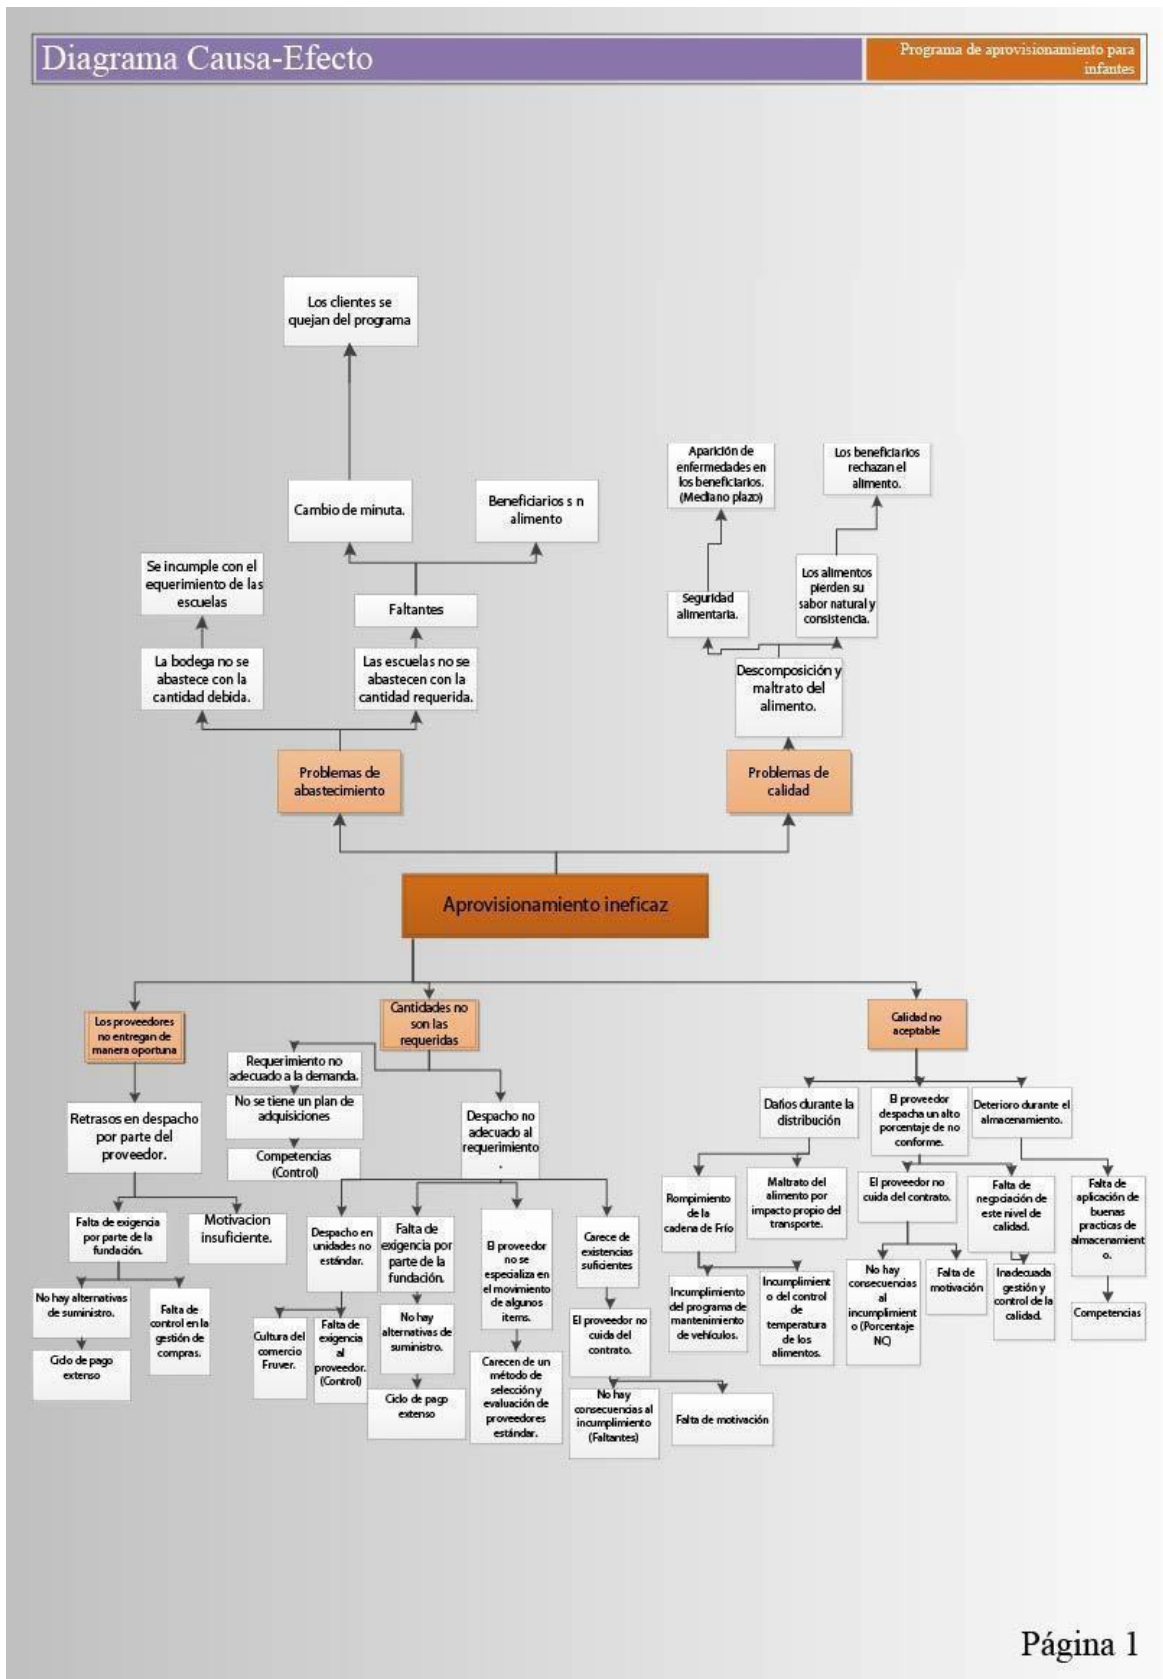 Diagrama Causa-Efecto
Programa de aprovisionamiento para
infantes
Los clientes se
quejan del programa
Cambio de minuta.
Beneficiarios s n
alimento
Aparición de
enfermedades en
los beneficiarios.
(Mediano plazo)
Los beneficiarios
rechazan el
alimento.
Se incumple con el
equerimiento de las
escuelas
Faltantes
Seguridad
alimentaria.
Los alimentos
pierden su
sabor natural y
consistencia.
La bodega no se
abastece con la
cantidad debida.
Las escuelas no se
abastecen con la
cantidad requerida.
Descomposición y
maltrato del
alimento.
Problemas de
abastecimiento
Problemas de
calidad
Aprovisionamiento ineficaz
Los proveedores
no entregan de
manera oportuna
Cantidades no
son las
requeridas
Calidad no
aceptable
Retrasos en despacho
por parte del
proveedor.
Falta de exigencia
por parte de la
fundación.
Motivacion
insuficiente.
No hay alternativas
de suministro.
Falta de
control en la
gestión de
compras.
Ciclo de pago
extenso
Requerimiento no
adecuado a la demanda.
No se tiene un plan de
adquisiciones
Competencias
(Control)
Despacho no
adecuado al
requerimiento
.
Despacho en
unidades no
estándar.
Falta de
exigencia por
parte de la
fundación.
El proveedor
no se
especializa en
el movimiento
de algunos
items.
Carece de
existencias
suficientes
Cultura del
comercio
Fruver.
Falta de
exigencia
al
proveedor.
(Control)
No hay
alternativas de
suministro.
Ciclo de pago
extenso
Carecen de un
método de
selección y
evaluación de
proveedores
estándar.
El proveedor no
cuida del
contrato.
No hay
consecuencias al
incumplimiento
(Faltantes)
Falta de motivación
Daños durante la
distribución
El proveedor
despacha un alto
porcentaje de no
conforme.
Deterioro durante el
almacenamiento.
Rompimiento
de la
cadena de Frío
Maltrato del
alimento por
impacto propio del
transporte.
El proveedor no
cuida del contrato.
Falta de
negociación de
este nivel de
calidad.
Falta de
aplicación de
buenas
practicas de
almacenamient
o.
Incumplimiento
del programa de
mantenimiento
de vehículos.
Incumplimient
o del control
de
temperatura
de los
alimentos.
No hay
consecuencias
al
incumplimient
o (Porcentaje
NC)
Falta de
motivación
Inadecuada
gestión y
control de la
calidad.
Competencias
Página 1